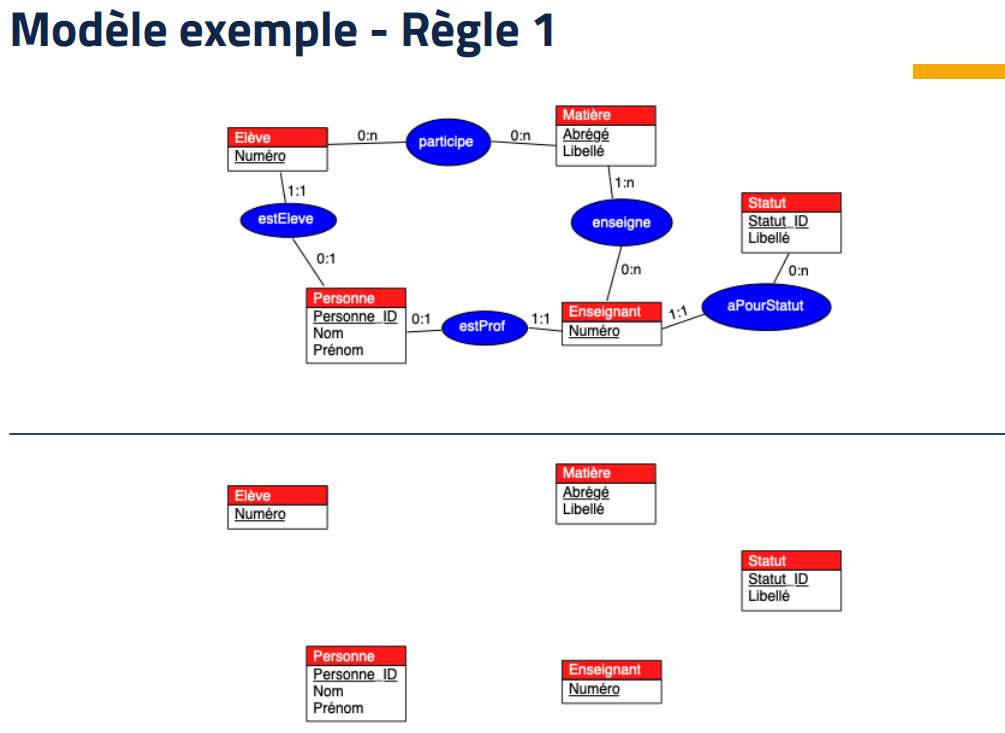 Modèle exemple - Règle 1
Elève
Numéro
0:n
participe
0:n
Matière
Abrégé
Libellé
1:1
estEleve
0:1
1:n
enseigne
0:n
Statut
Statut_ID
Libellé
0:n
aPourStatut
1:1
Personne
Personne_ID
Nom
Prénom
0:1
estProf
1:1
Enseignant
Numéro
Elève
Numéro
Matière
Abrégé
Libellé
Statut
Statut_ID
Libellé
Personne
Personne_ID
Nom
Prénom
Enseignant
Numéro